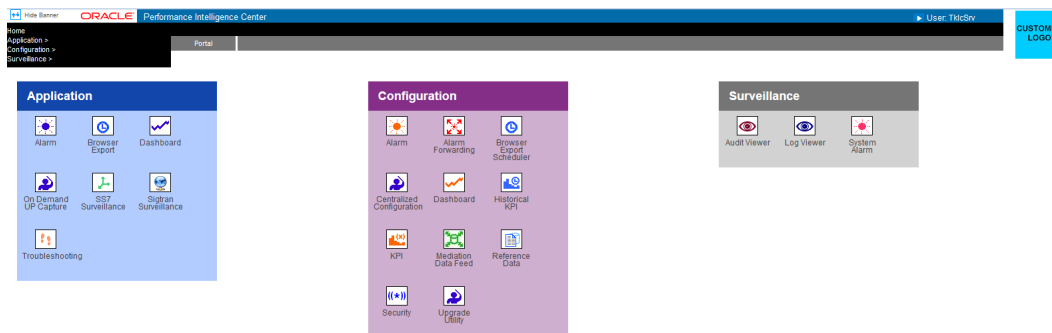 Hide Banner
ORACLE
Performance Intelligence Center
User: TklcSrv
CUSTOM
LOGO
Home
Application >
Configuration >
Surveillance >
Portal
Application
Alarm
Browser
Export
Dashboard
On Demand
UP Capture
SS7
Surveillance
Sigtran
Surveillance
Troubleshooting
Configuration
Alarm
Alarm
Forwarding
Browser
Export
Scheduler
Centralized
Configuration
Dashboard
Historical
KPI
KPI
Mediation
Data Feed
Reference
Data
Security
Upgrade
Utility
Surveillance
Audit Viewer
Log Viewer
System
Alarm